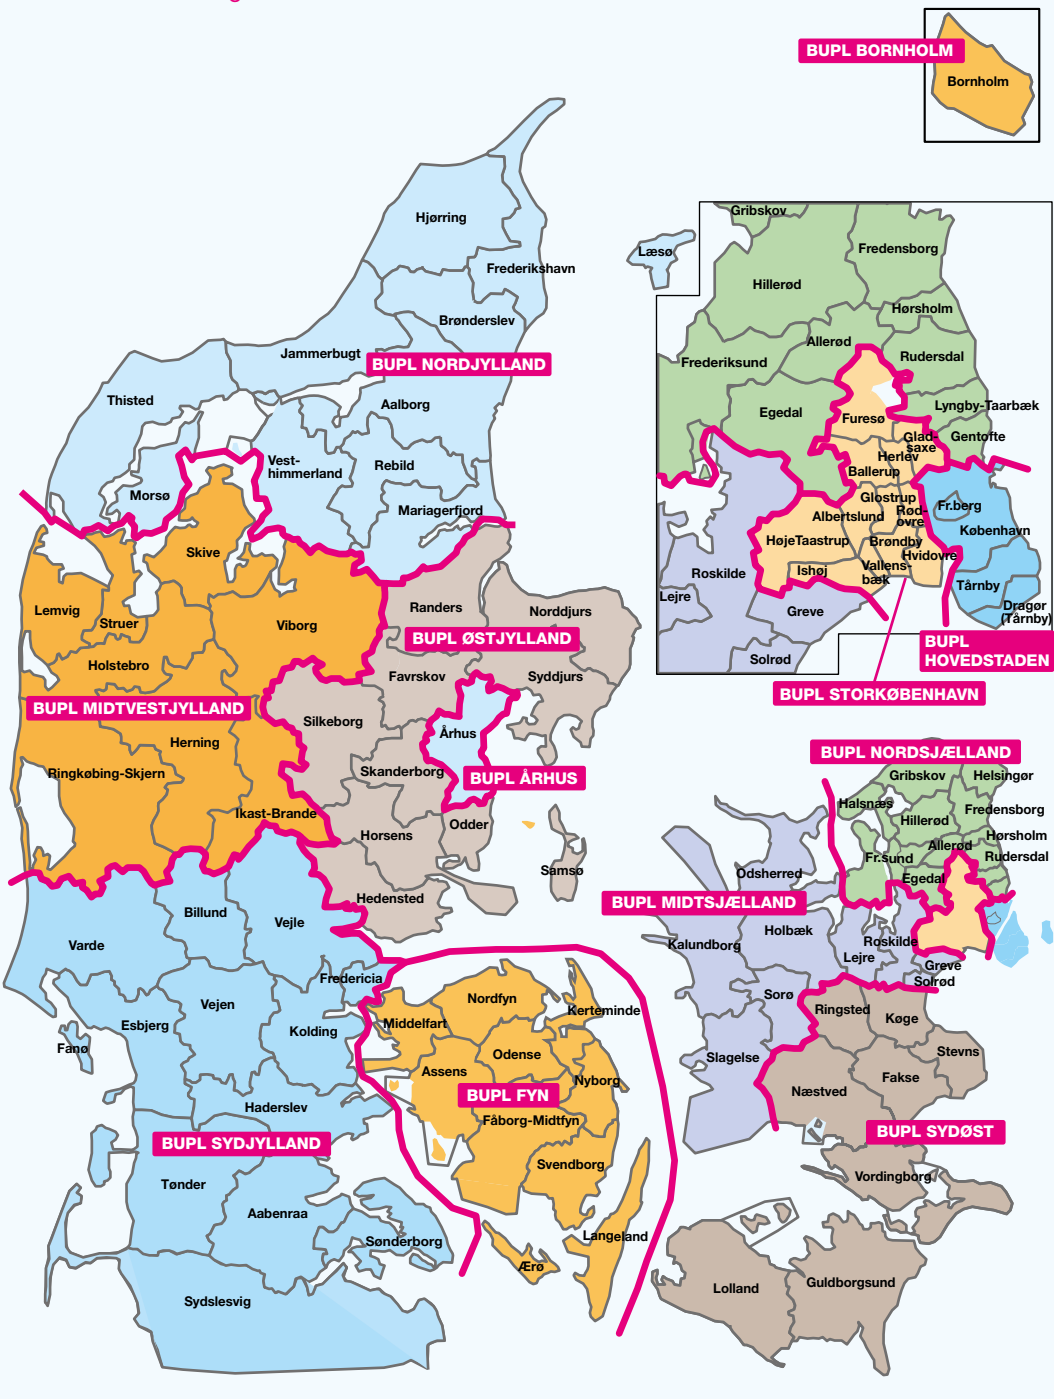 g
BUPL BORNHOLM
Bornholm
Hjørring
Frederikshavn
Læsø
Brønderslev
Jammerbugt
BUPL NORDJYLLAND
Thisted
Aalborg
Vest-
himmerland
Rebild
Morsø
Mariagerfjord
Gribskov
Fredensborg
Hillerød
Hørsholm
Allerød
Frederiksund
Rudersdal
Egedal
Lyngby-Taarbæk
Furesø
Glad-
saxe
Gentofte
Herlev
Ballerup
Glostrup
Rød-
ovre
Fr.berg
Albertslund
København
HøjeTaastrup
Brøndby
Hvidovre
Ishøj
Vallens-
bæk
Roskilde
Tårnby
Lejre
Greve
Dragør
(Tårnby)
Solrød
BUPL
HOVEDSTADEN
BUPL STORKØBENHAVN
Skive
Lemvig
Struer
Viborg
Holstebro
BUPL MIDTVESTJYLLAND
Herning
Ringkøbing-Skjern
Ikast-Brande
Randers
Norddjurs
BUPL ØSTJYLLAND
Favrskov
Syddjurs
Silkeborg
Århus
Skanderborg
BUPL ÅRHUS
Odder
Horsens
Samsø
Hedensted
BUPL NORDSJÆLLAND
Gribskov
Helsingør
Halsnæs
Fredensborg
Hillerød
Hørsholm
Allerød
Fr.sund
Rudersdal
Egedal
Odsherred
BUPL MIDTSJÆLLAND
Holbæk
Kalundborg
Roskilde
Lejre
Greve
Solrød
Sorø
Slagelse
Ringsted
Køge
Stevns
Fakse
Næstved
BUPL SYDØST
Vordingborg
Lolland
Guldborgsund
Billund
Vejle
Varde
Fredericia
Vejen
Esbjerg
Kolding
Fanø
Haderslev
BUPL SYDJYLLAND
Tønder
Aabenraa
Sønderborg
Sydslesvig
Nordfyn
Kerteminde
Middelfart
Odense
Assens
Nyborg
BUPL FYN
Fåborg-Midtfyn
Svendborg
Langeland
Ærø